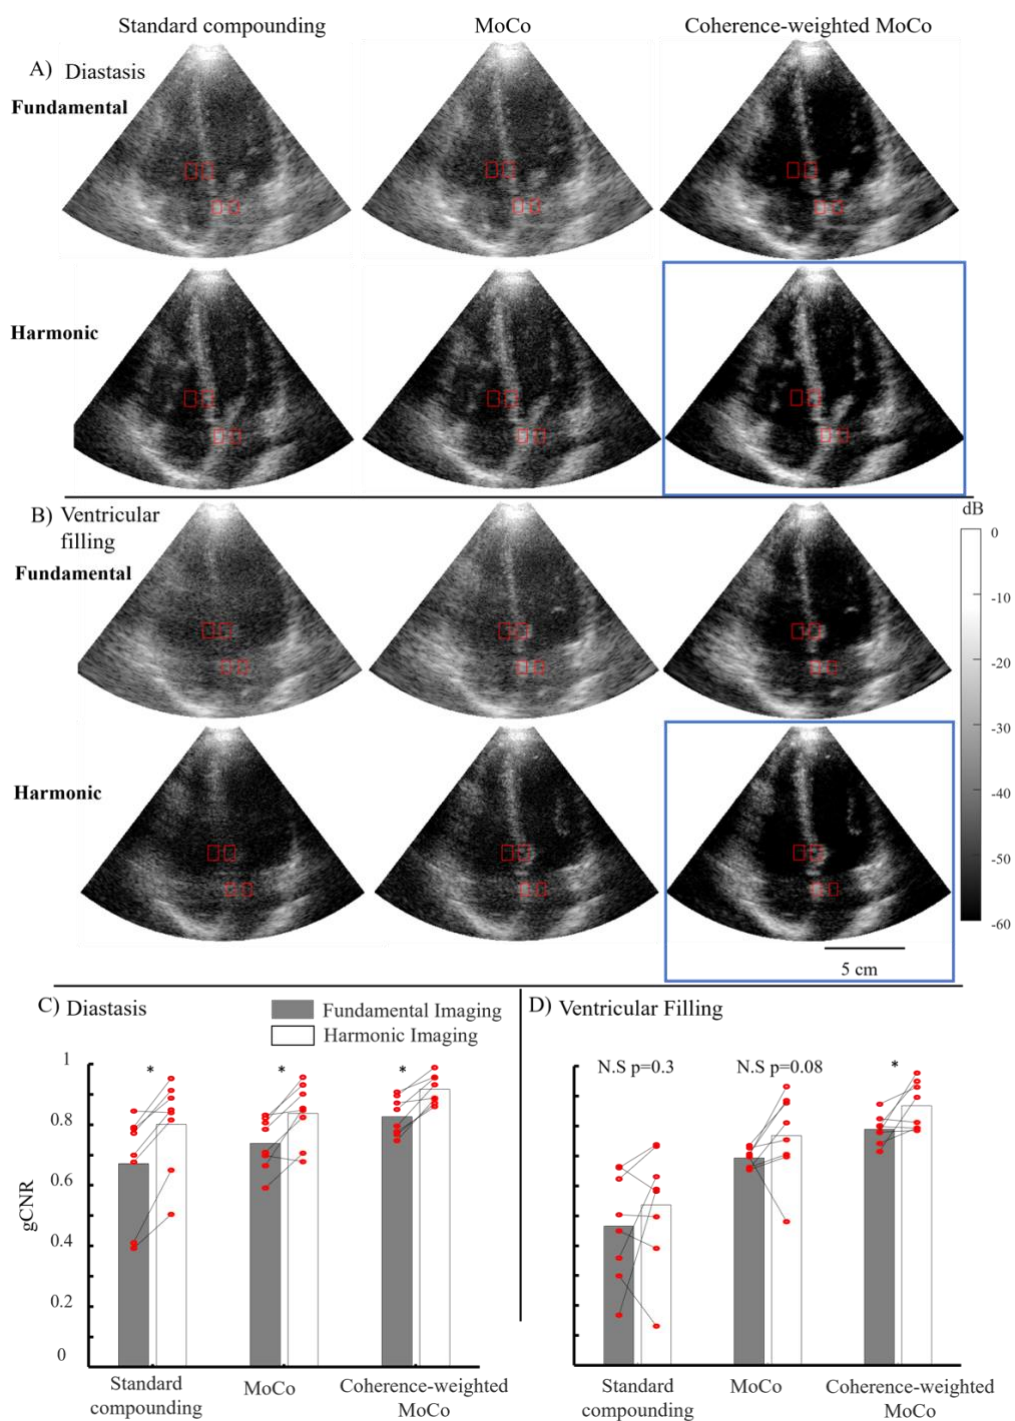 Standard compounding
MoCo
Coherence-weighted MoCo
A) Diastasis
Fundamental
Harmonic
B) Ventricular
filling
Fundamental
Harmonic
dB
0
-10
-20
-30
-40
-50
-60
5 cm
C) Diastasis
Fundamental Imaging
Harmonic Imaging
D) Ventricular Filling
1
0.8
0.6
0.4
0.2
0
gCNR
*
*
*
N.S p=0.3
N.S p=0.08
*
Standard
compounding
MoCo
Coherence-weighted
MoCo
Standard
compounding
MoCo
Coherence-weighted
MoCo